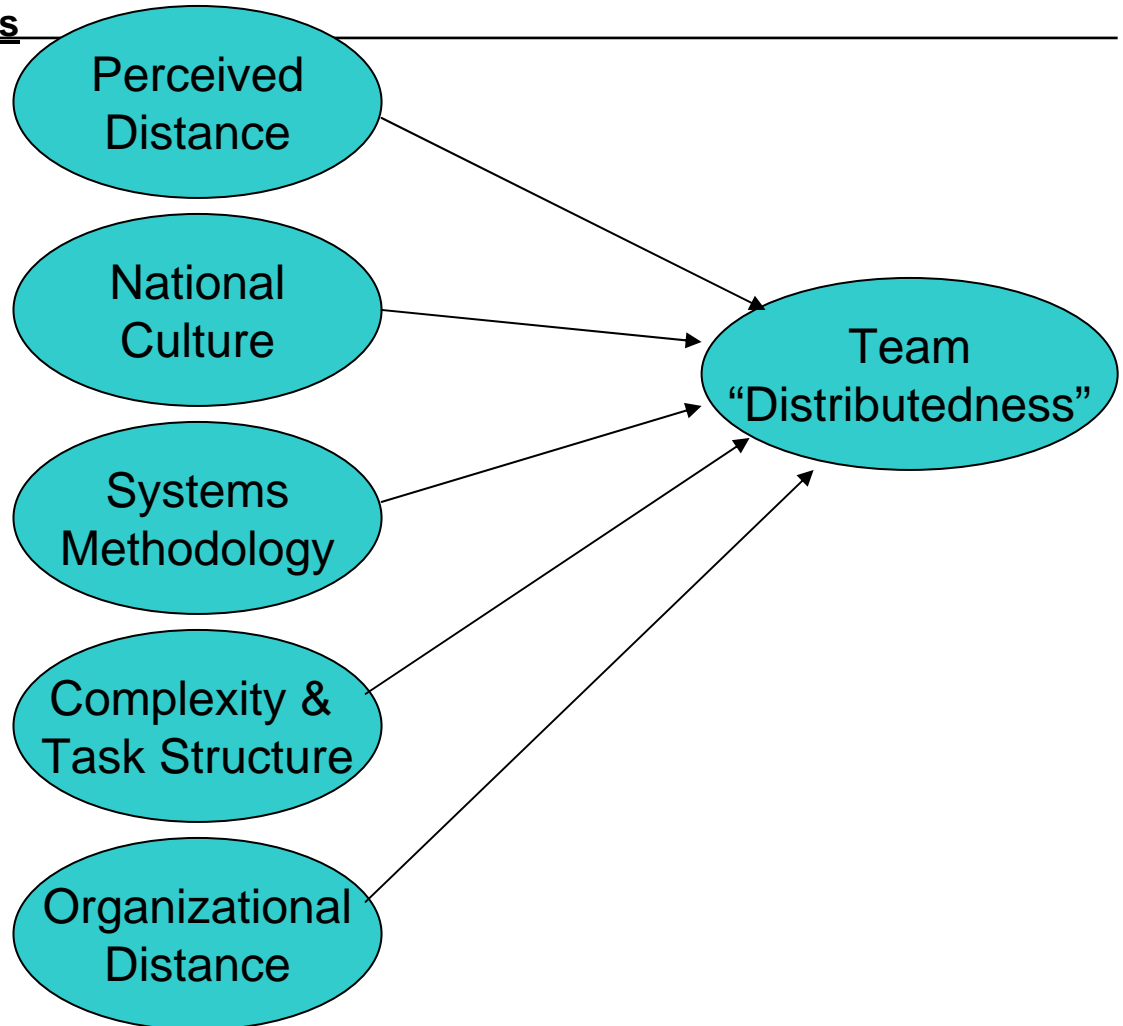 s
Perceived
Distance
National
Culture
Systems
Methodology
Complexity &
Task Structure
Organizational
Distance
Team
“Distributedness”